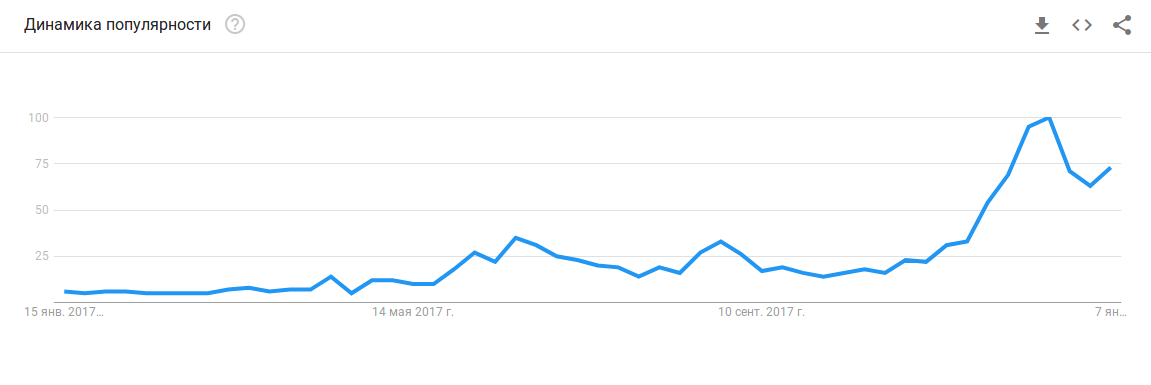 Динамика популярности
100
75
50
25
15 янв. 2017…
14 мая 2017 г.
10 сент. 2017 г.
7 ян…